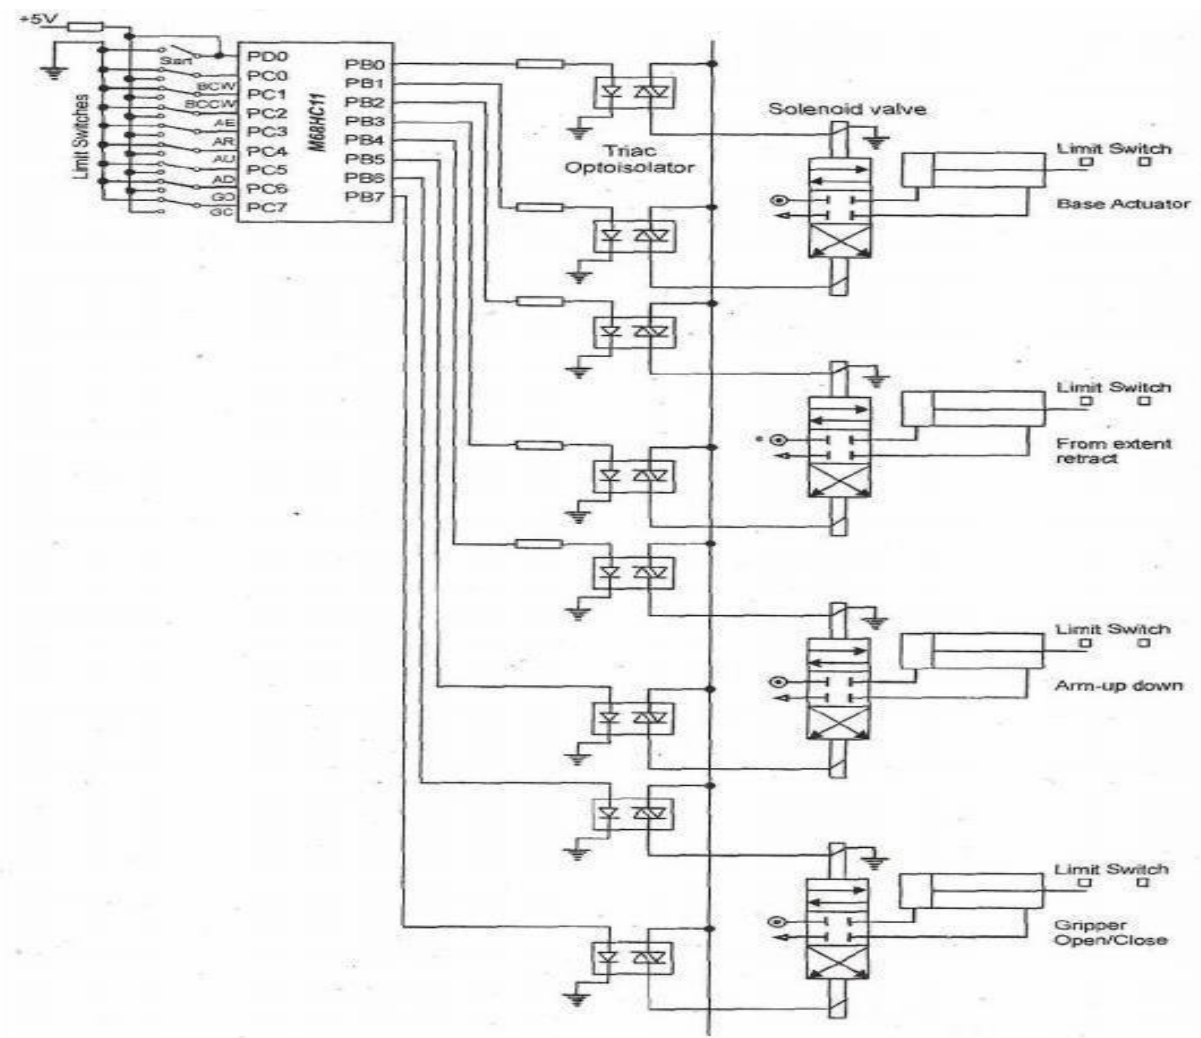 +5V
Start
Limit Switches
BCW
BCCW
AE
AR
AU
AD
GO
GC
PD0
PC0
PC1
PC2
PC3
PC4
PC5
PC6
PC7
M68HC11
PB0
PB1
PB2
PB3
PB4
PB5
PB6
PB7
Triac
Optoisolator
Solenoid valve
Limit Switch
Base Actuator
Limit Switch
From extent
retract
Limit Switch
Arm-up down
Limit Switch
Gripper
Open/Close